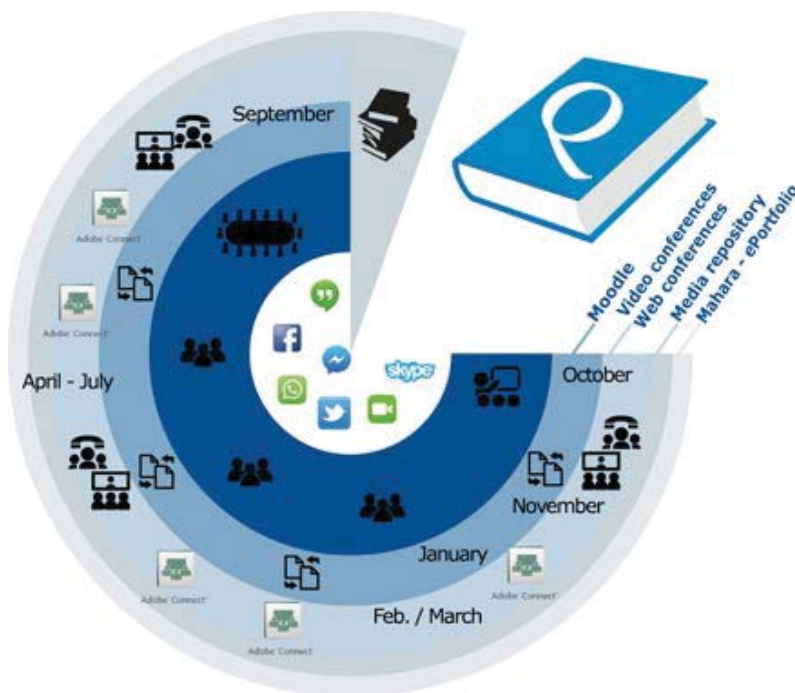 September
Adobe Connect
Adobe Connect
April - July
skype
Moodle
Video conferences
Web conferences
Media repository
Mahara - ePortfolio
October
November
January
Feb. / March
Adobe Connect
Adobe Connect
Adobe Connect